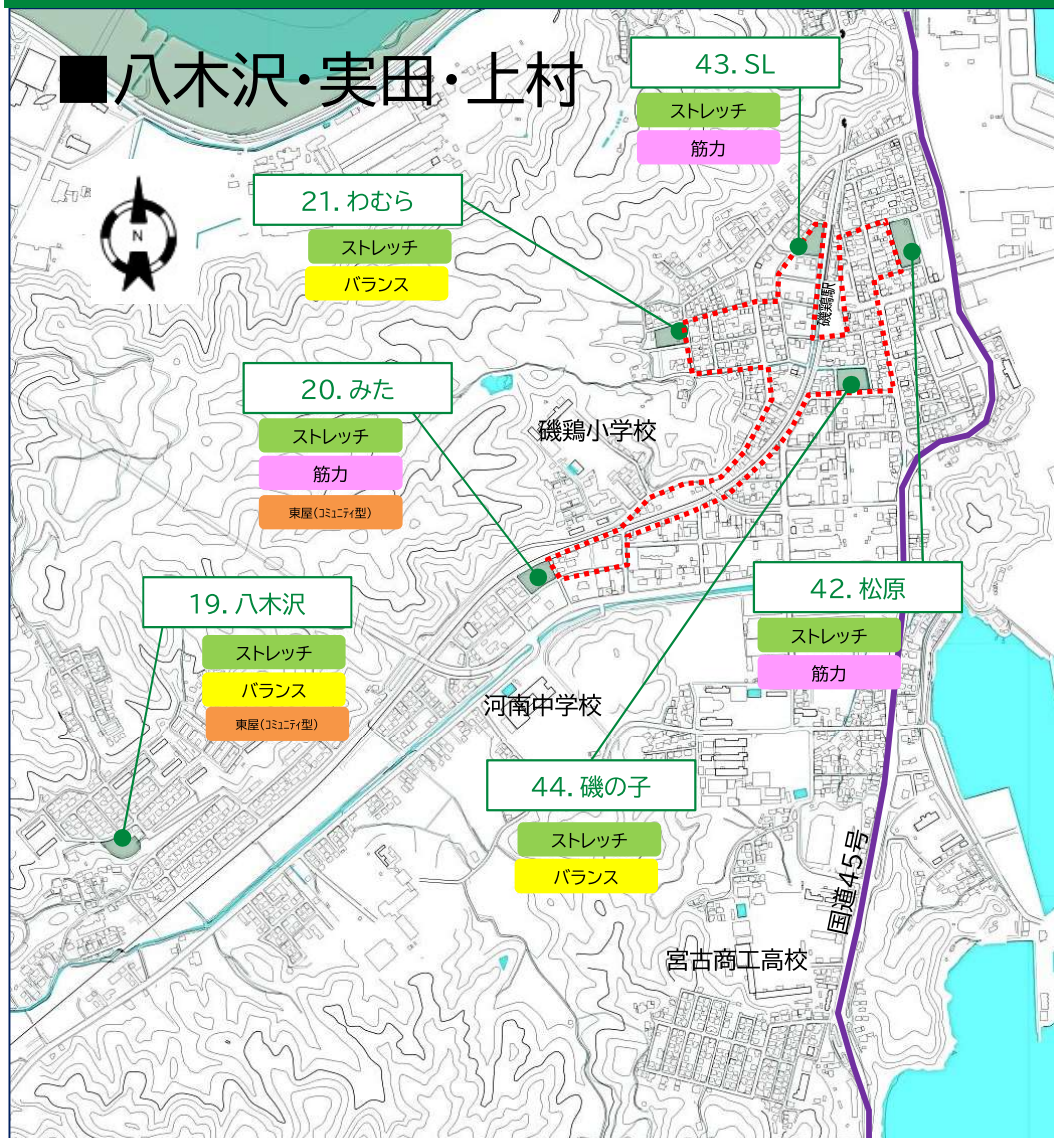 ■八木沢・実田・上村
43. SL
ストレッチ
筋力
N
21. わむら
ストレッチ
バランス
磯鶏駅
20. みた
ストレッチ
筋力
東屋(コミュニティ型)
磯鶏小学校
19. 八木沢
ストレッチ
バランス
東屋(コミュニティ型)
42. 松原
ストレッチ
筋力
河南中学校
44. 磯の子
ストレッチ
バランス
国道45号
宮古商工高校